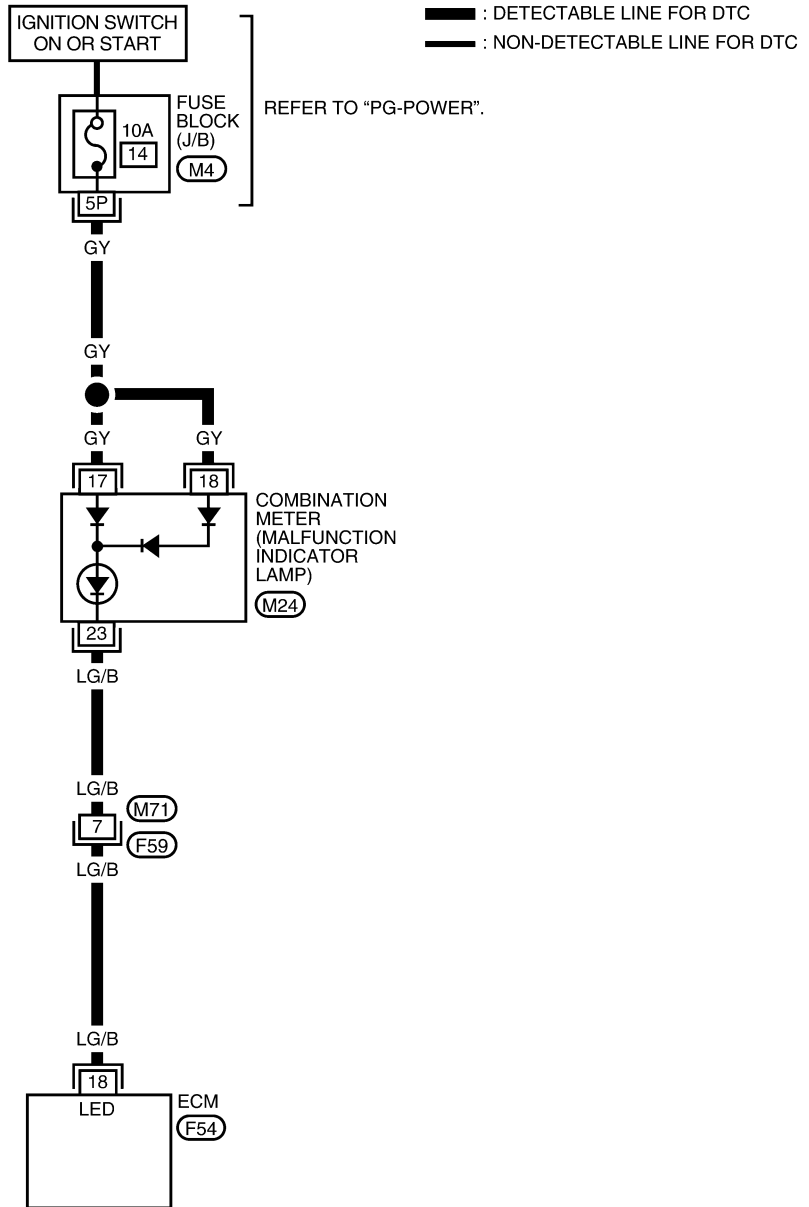 IGNITION SWITCH
ON OR START
: DETECTABLE LINE FOR DTC
: NON-DETECTABLE LINE FOR DTC
FUSE
BLOCK
(J/B)
10A
14
M4
REFER TO “PG-POWER”.
5P
GY
GY
GY
GY
17
18
COMBINATION
METER
(MALFUNCTION
INDICATOR
LAMP)
M24
23
LG/B
LG/B
M71
7
F59
LG/B
LG/B
18
LED
ECM
F54